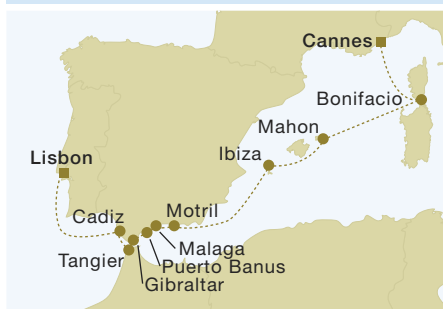 Cannes
Bonifacio
Mahon
Ibiza
Lisbon
Motril
Cadiz
Malaga
Tangier
Puerto Banus
Gibraltar